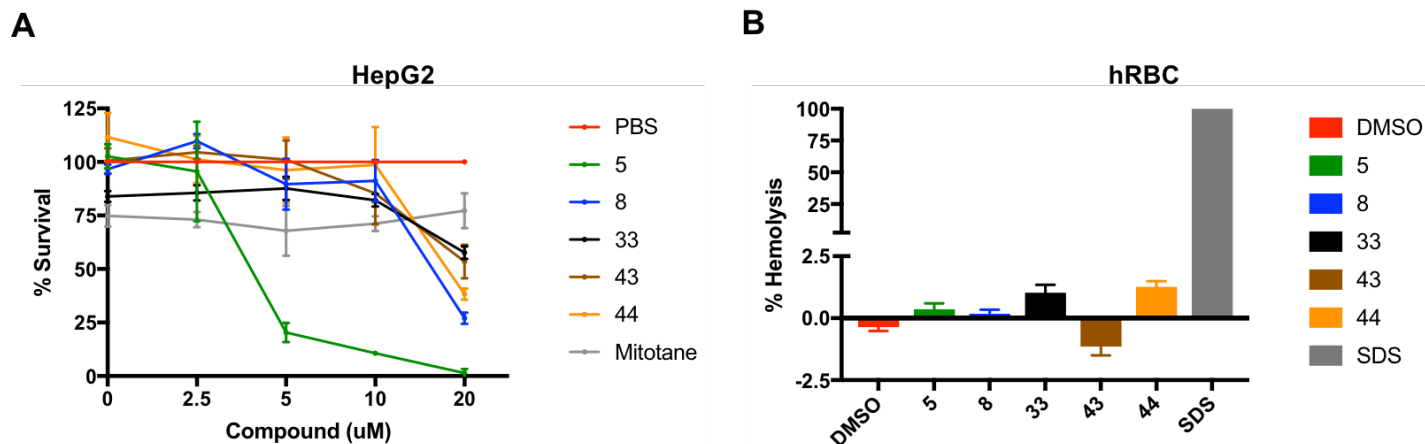 A
HepG2
% Survival
125
100
75
50
25
0
0 2.5 5 10 20
Compound (uM)
PBS
5
8
33
43
44
Mitotane
B
hRBC
% Hemolysis
100
75
50
25
2.5
0.0
-2.5
DMSO 5 8 33 43 44 SDS
DMSO
5
8
33
43
44
SDS